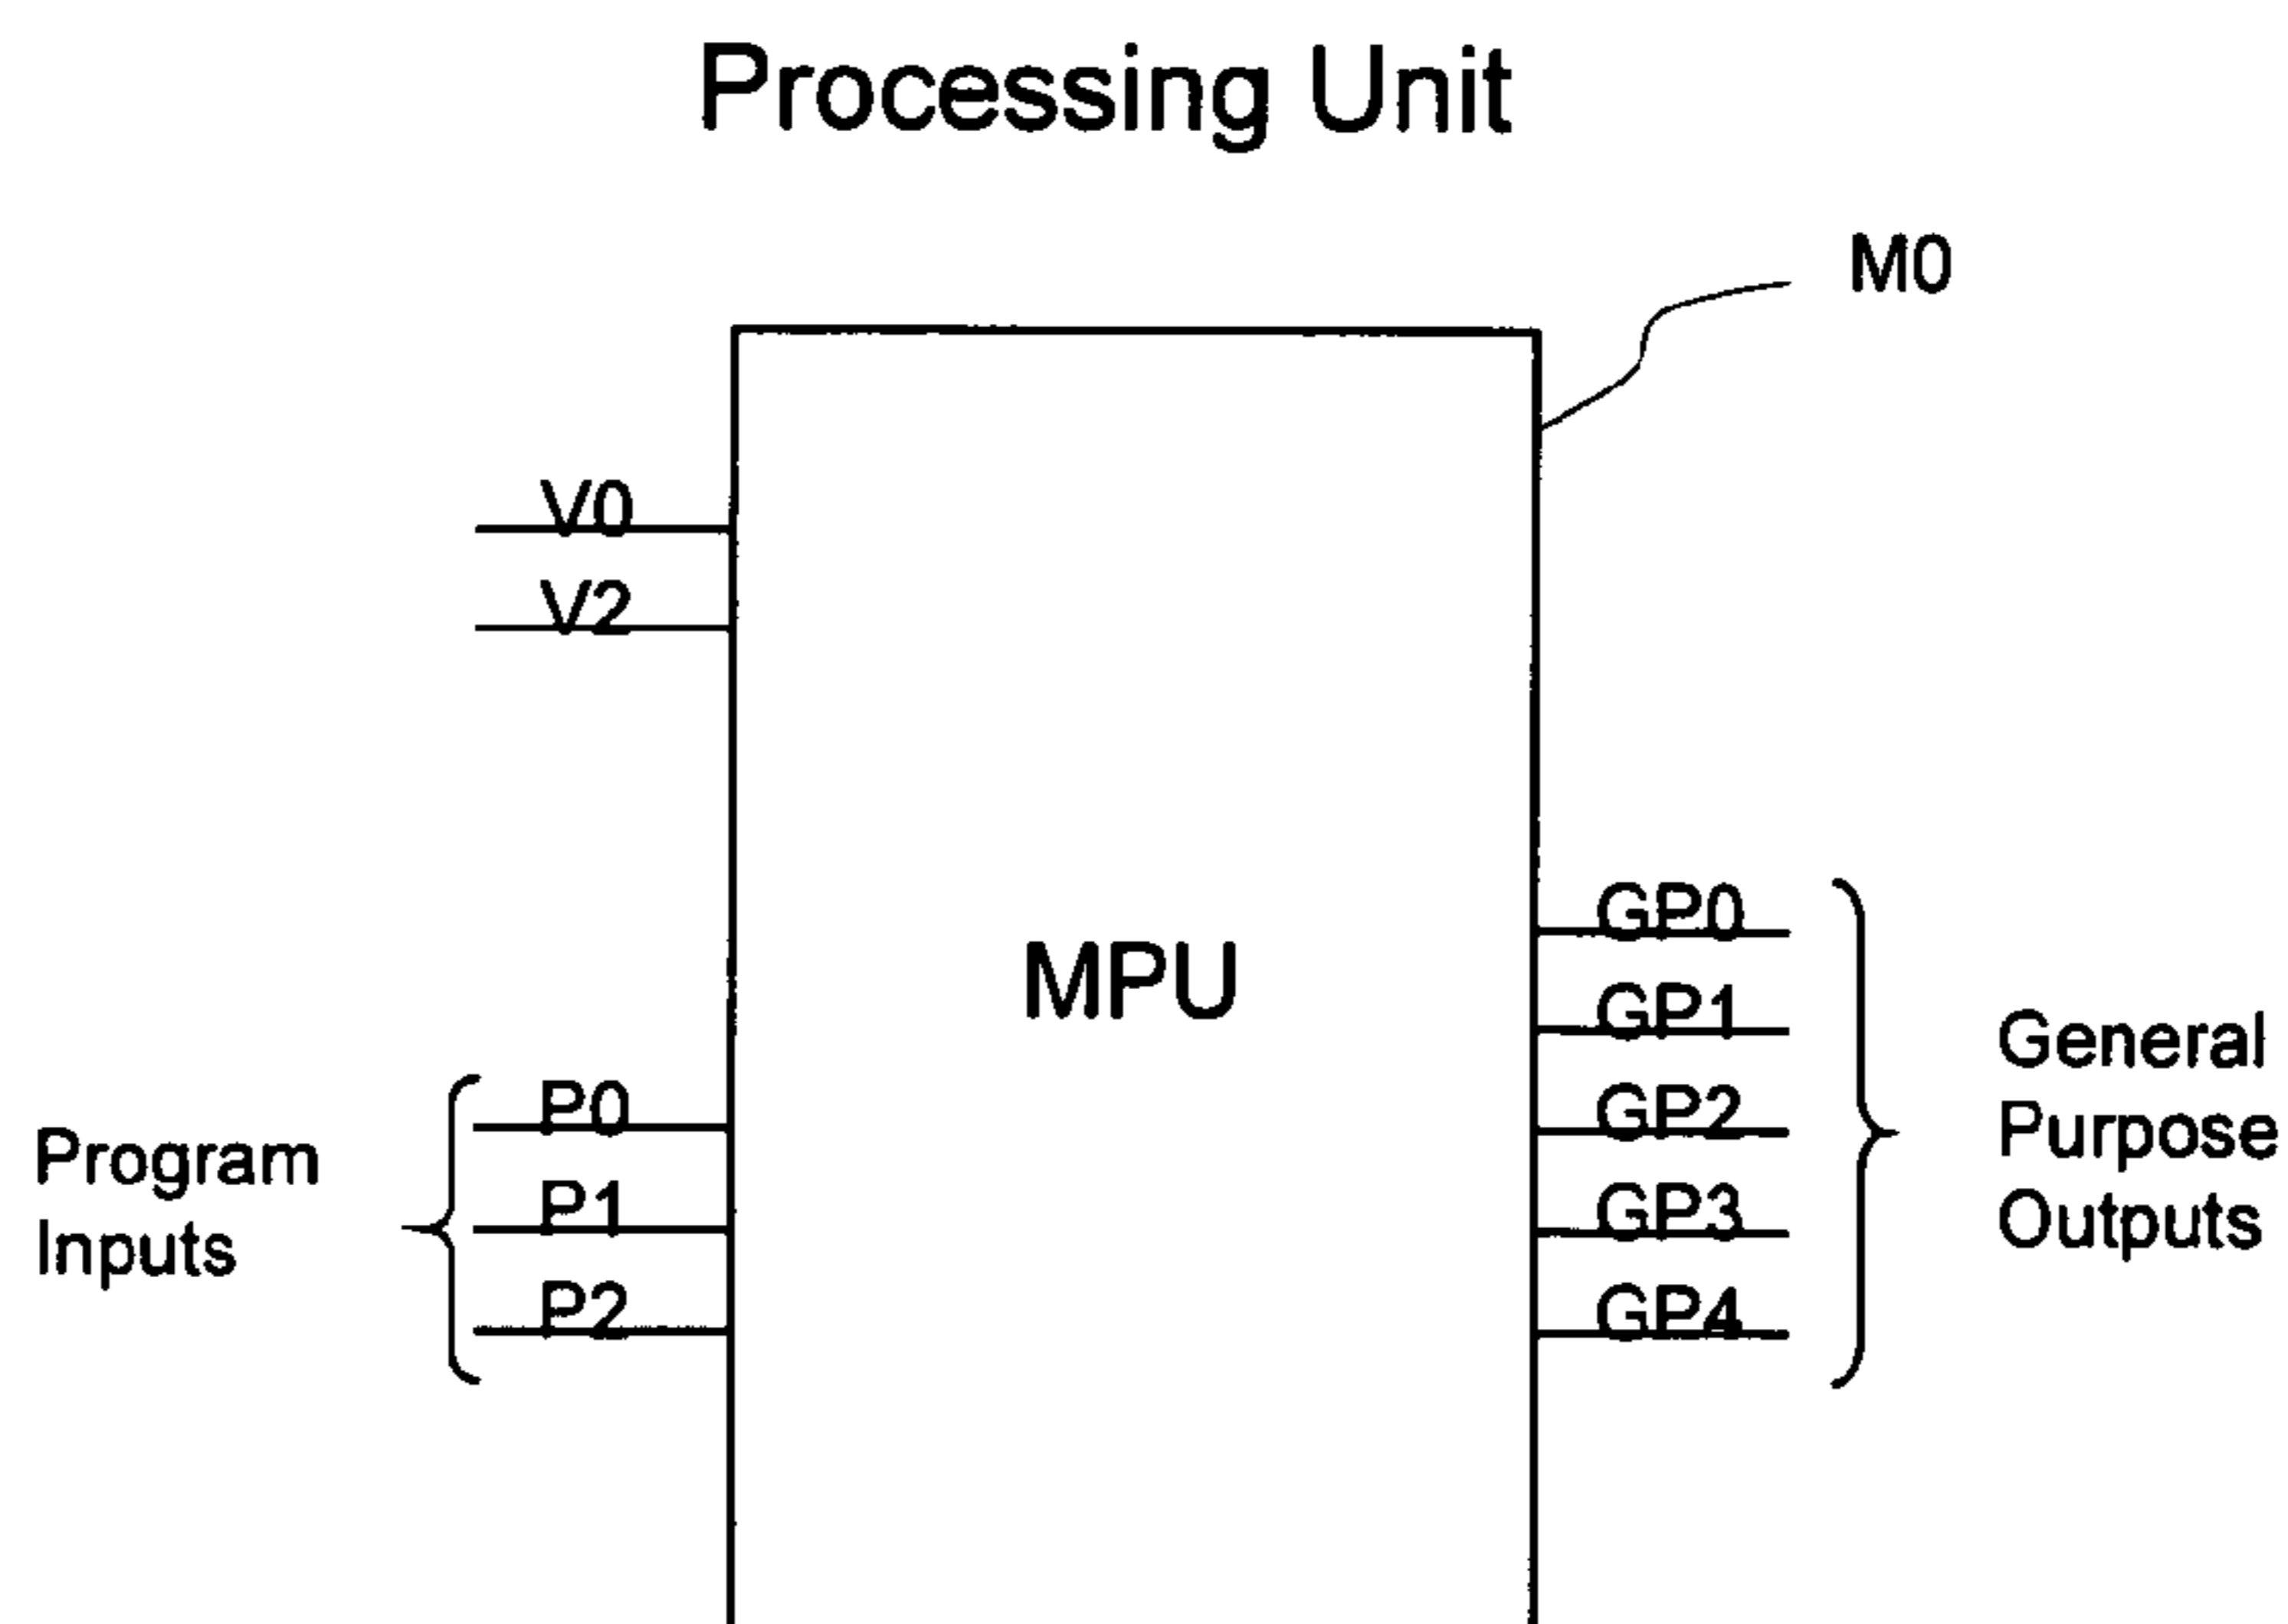 Processing Unit
M0
V0
V2
MPU
GP0
GP1
GP2
GP3
GP4
General
Purpose
Outputs
P0
P1
P2
Program
Inputs